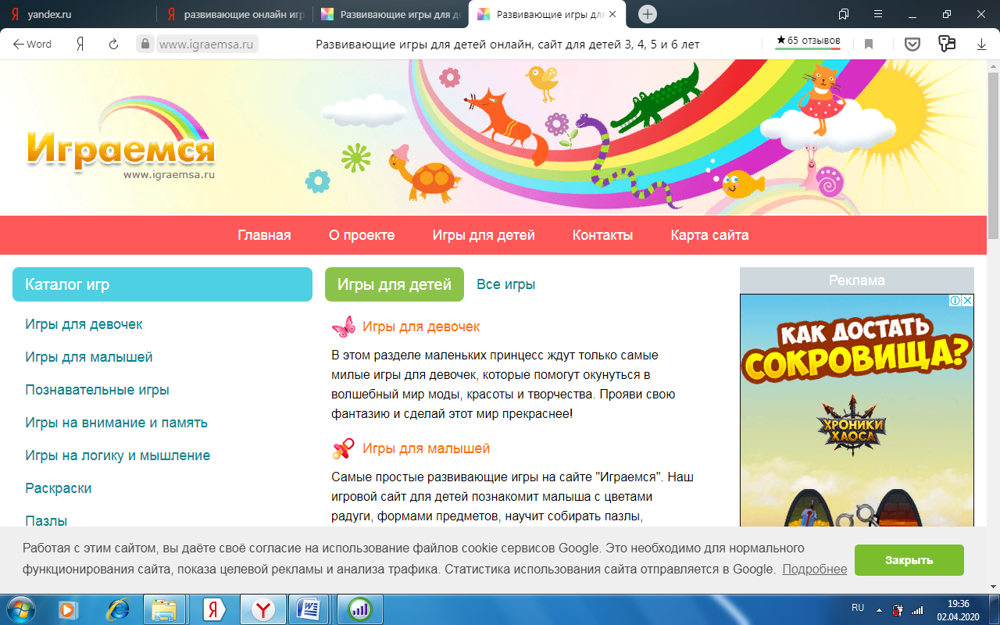 yandex.ru
развивающие онлайн игр
Развивающие игры для де
Развивающие игры для
Word
www.igraemsa.ru
Развивающие игры для детей онлайн, сайт для детей 3, 4, 5 и 6 лет
★65 отзывов
Играемся
www.igraemsa.ru
Главная
О проекте
Игры для детей
Контакты
Карта сайта
Каталог игр
Игры для девочек
Игры для малышей
Познавательные игры
Игры на внимание и память
Игры на логику и мышление
Раскраски
Пазлы
Игры для детей
Все игры
Игры для девочек
В этом разделе маленьких принцесс ждут только самые
милые игры для девочек, которые помогут окунуться в
волшебный мир моды, красоты и творчества. Прояви свою
фантазию и сделай этот мир прекраснее!
Игры для малышей
Самые простые развивающие игры на сайте "Играемся". Наш
игровой сайт для детей познакомит малыша с цветами
радуги, формами предметов, научит собирать пазлы,
Реклама
КАК ДОСТАТЬ
СОКРОВИЩА?
ХРОНИКИ
ХАОСА
Работая с этим сайтом, вы даёте своё согласие на использование файлов cookie сервисов Google. Это необходимо для нормального
функционирования сайта, показа целевой рекламы и анализа трафика. Статистика использования сайта отправляется в Google. Подробнее
Закрыть
RU
19:36
02.04.2020